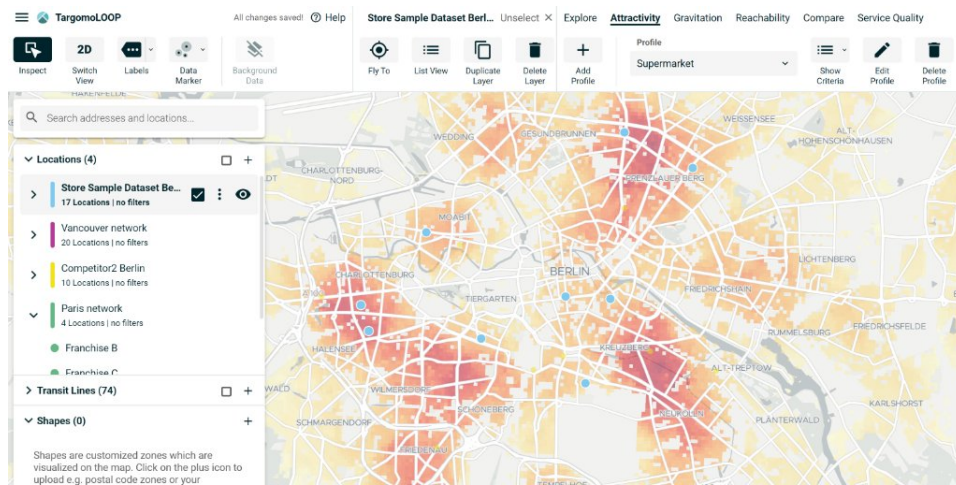 TargomoLOOP
All changes saved!
Help
Store Sample Dataset Berl...
Unselect ×
Explore
Attractivity
Gravitation
Reachability
Compare
Service Quality
Inspect
2D
Switch
View
Labels
Data
Marker
Background
Data
Fly To
List View
Duplicate
Layer
Delete
Layer
Add
Profile
Profile
Supermarket
Show
Criteria
Edit
Profile
Delete
Profile
Search addresses and locations...
Locations (4)
Store Sample Dataset Be...
17 Locations | no filters
Vancouver network
20 Locations | no filters
Competitor2 Berlin
10 Locations | no filters
Paris network
4 Locations | no filters
Franchise B
Franchise C
Transit Lines (74)
Shapes (0)
Shapes are customized zones which are
visualized on the map. Click on the plus icon to
upload e.g. postal code zones or your
HAKENFELDE
WEDDING
GESUNDBRUNNEN
WEISSENSEE
ALT-
HOHENSCHÖNHAUSEN
CHARLOTTENBURG-
NORD
PRENZLAUER BERG
MOABIT
LICHTENBERG
CHARLOTTENBURG
BERLIN
TIERGARTEN
FRIEDRICHSHAIN
RUMMELSBURG
FRIEDRICHSFELDE
HALENSEE
KREUZBERG
ALT-TREPTOW
WILMERSDORF
KARLSHORST
SCHÖNEBERG
NEUKÖLLN
PLÄNTERWALD
SCHMARGENDORF
FRIEDENAU
TEMPELHOF